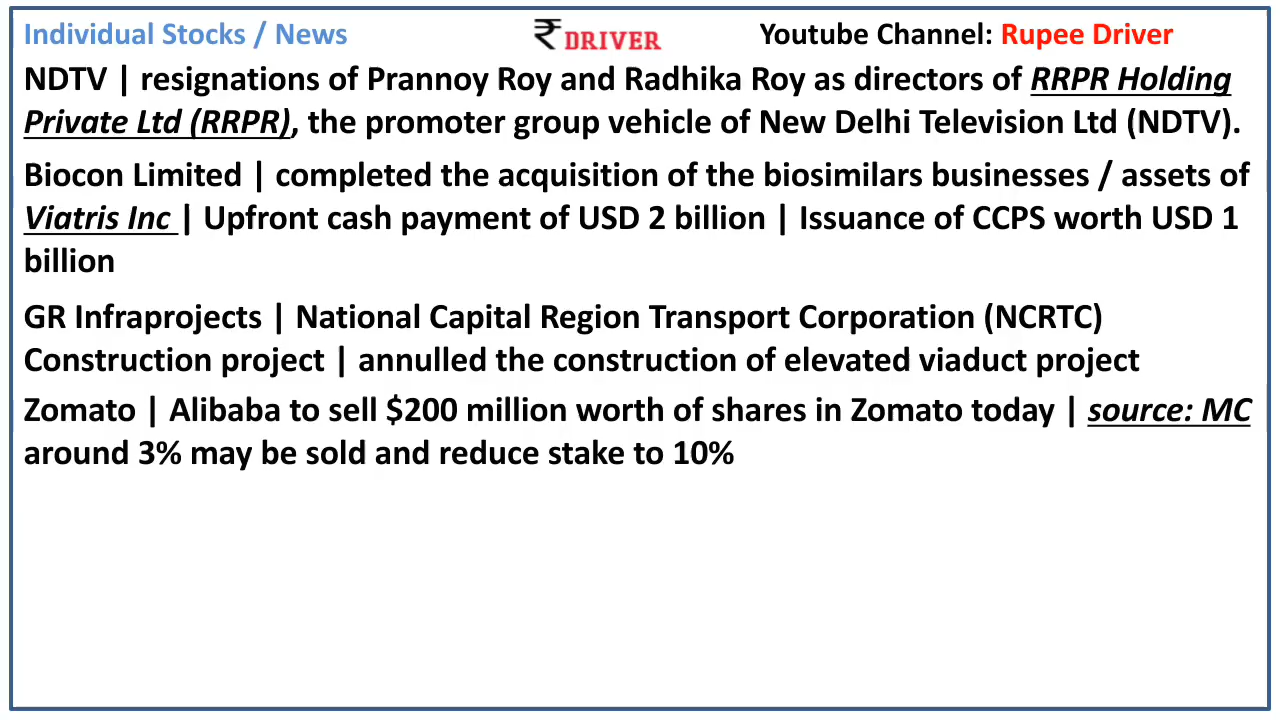 Individual Stocks / News
₹ DRIVER
Youtube Channel: Rupee Driver
NDTV | resignations of Prannoy Roy and Radhika Roy as directors of RRPR Holding
Private Ltd (RRPR), the promoter group vehicle of New Delhi Television Ltd (NDTV).
Biocon Limited | completed the acquisition of the biosimilars businesses / assets of
Viatris Inc | Upfront cash payment of USD 2 billion | Issuance of CCPS worth USD 1
billion
GR Infraprojects | National Capital Region Transport Corporation (NCRTC)
Construction project | annulled the construction of elevated viaduct project
Zomato | Alibaba to sell $200 million worth of shares in Zomato today | source: MC
around 3% may be sold and reduce stake to 10%